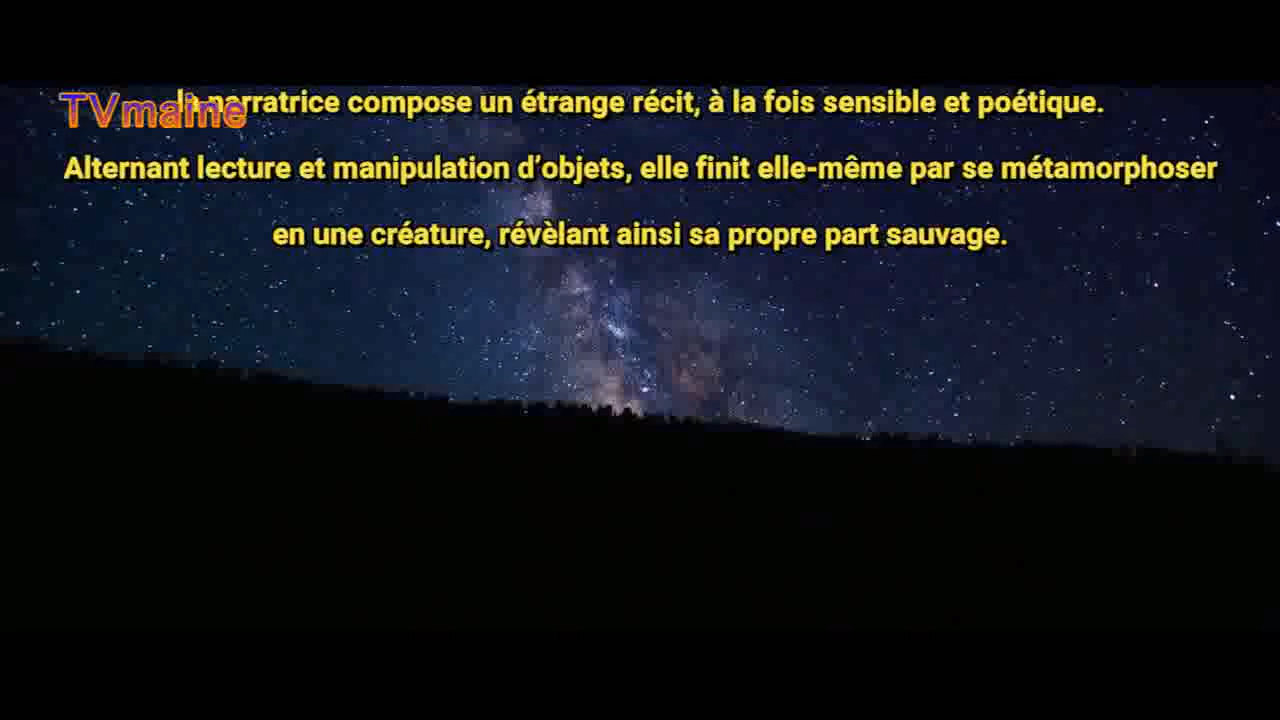 TVmaine
la narratrice compose un étrange récit, à la fois sensible et poétique.
Alternant lecture et manipulation d’objets, elle finit elle-même par se métamorphoser
en une créature, révèlant ainsi sa propre part sauvage.